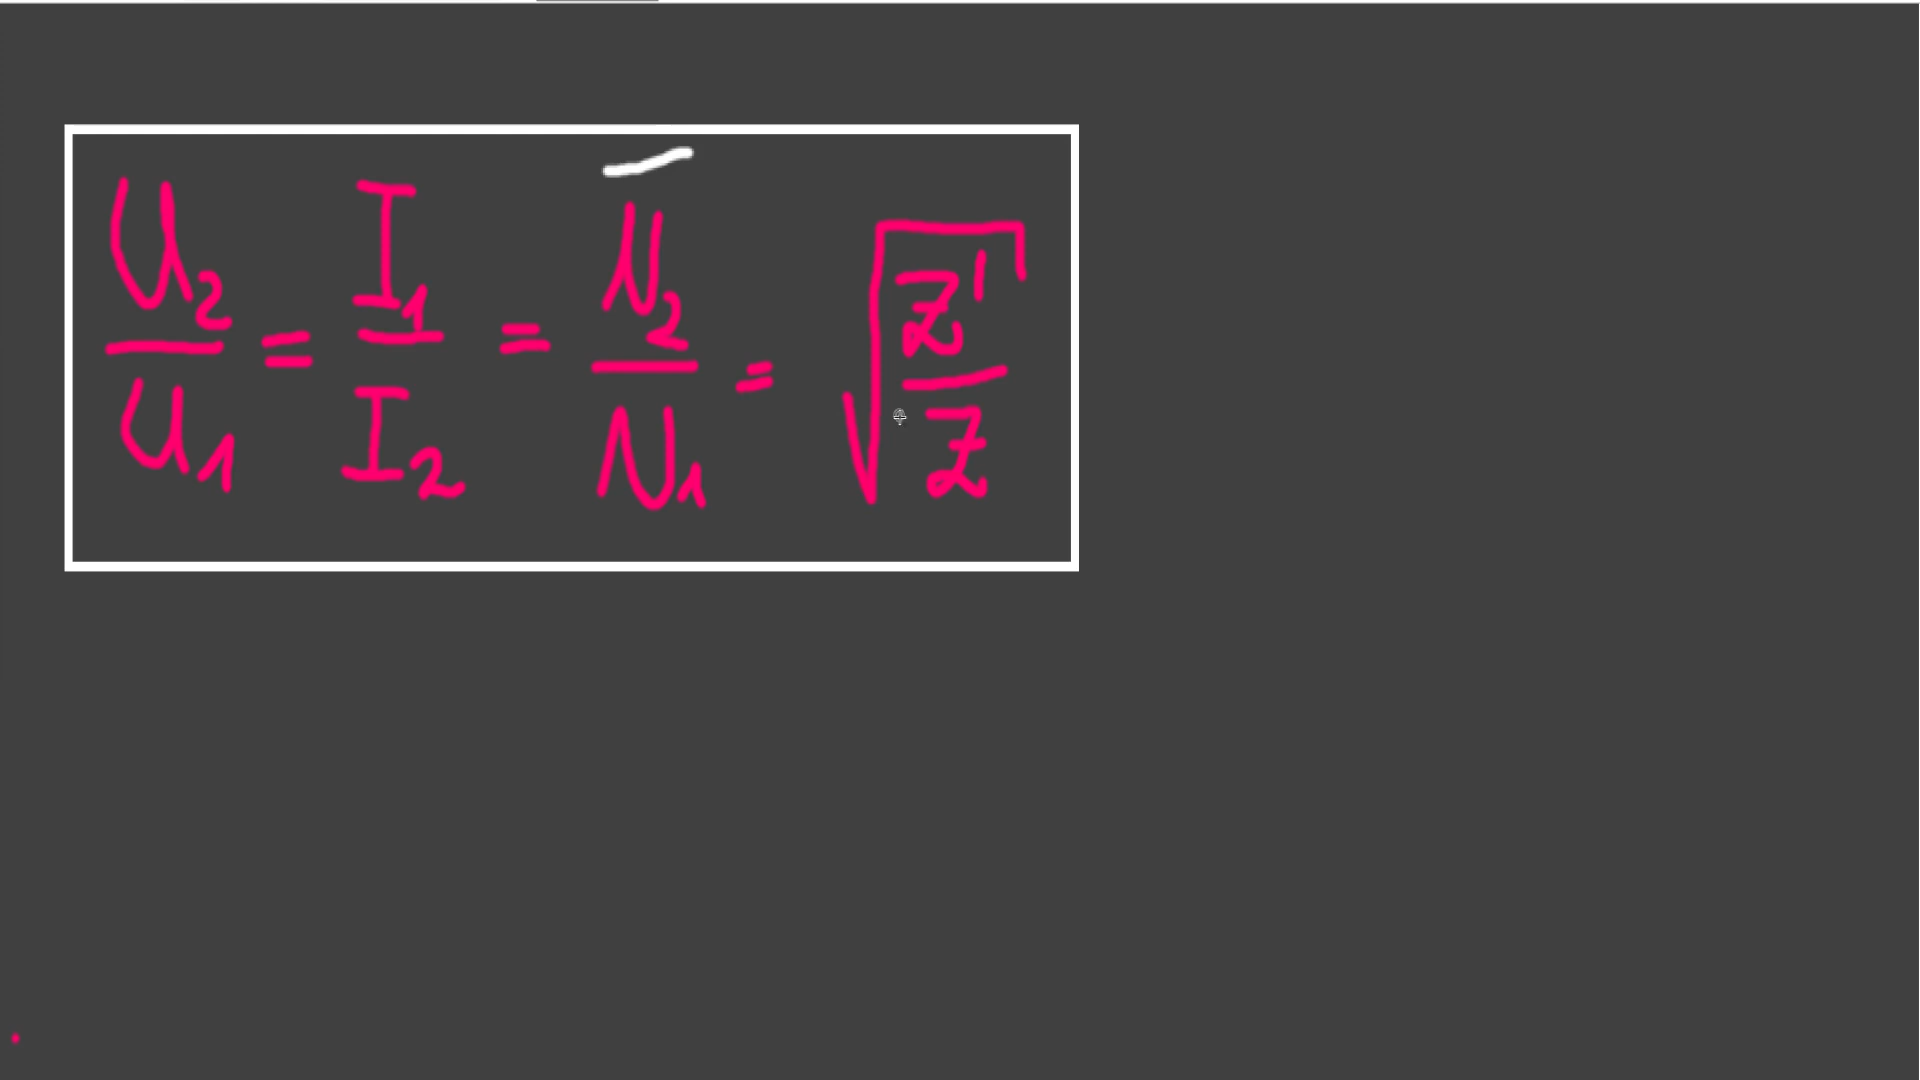 U₂/U₁ = I₁/I₂ = N₂/N₁ = √(Z'/Z)